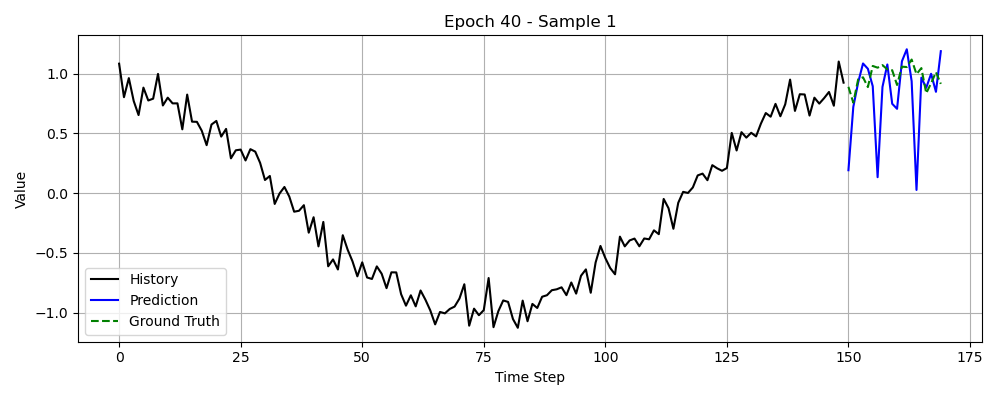 Epoch 40 - Sample 1
Value
1.0
0.5
0.0
−0.5
−1.0
History
Prediction
Ground Truth
0 25 50 75 100 125 150 175
Time Step